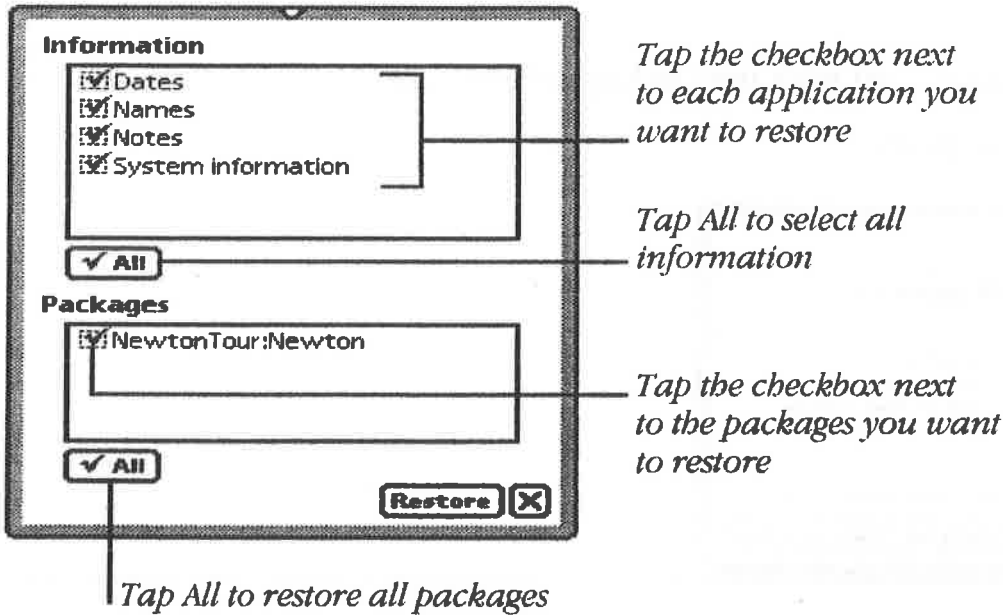 Information
Dates
Names
Notes
System information
All
Packages
NewtonTour:Newton
All
Restore
Tap the checkbox next
to each application you
want to restore
Tap All to select all
information
Tap the checkbox next
to the packages you want
to restore
Tap All to restore all packages